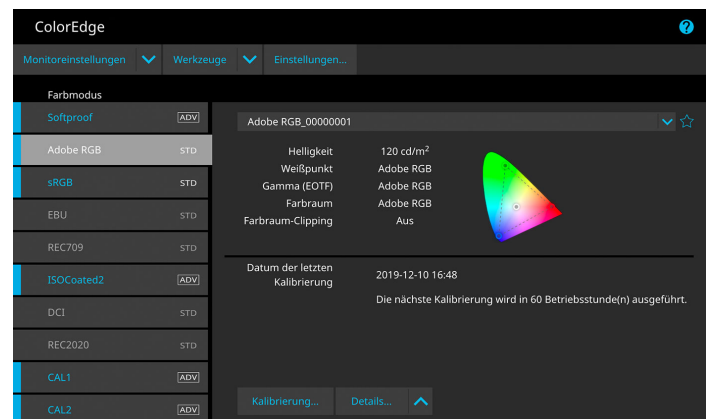 ColorEdge
?
Monitoreinstellungen Werkzeuge Einstellungen...
Farbmodus
Softproof ADV
Adobe RGB STD
sRGB STD
EBU STD
REC709 STD
ISOCoated2 ADV
DCI STD
REC2020 STD
CAL1 ADV
CAL2 ADV
Adobe RGB_00000001
Helligkeit 120 cd/m²
Weißpunkt Adobe RGB
Gamma (EOTF) Adobe RGB
Farbraum Adobe RGB
Farbraum-Clipping Aus
Datum der letzten
Kalibrierung
2019-12-10 16:48
Die nächste Kalibrierung wird in 60 Betriebsstunde(n) ausgeführt.
Kalibrierung... Details...